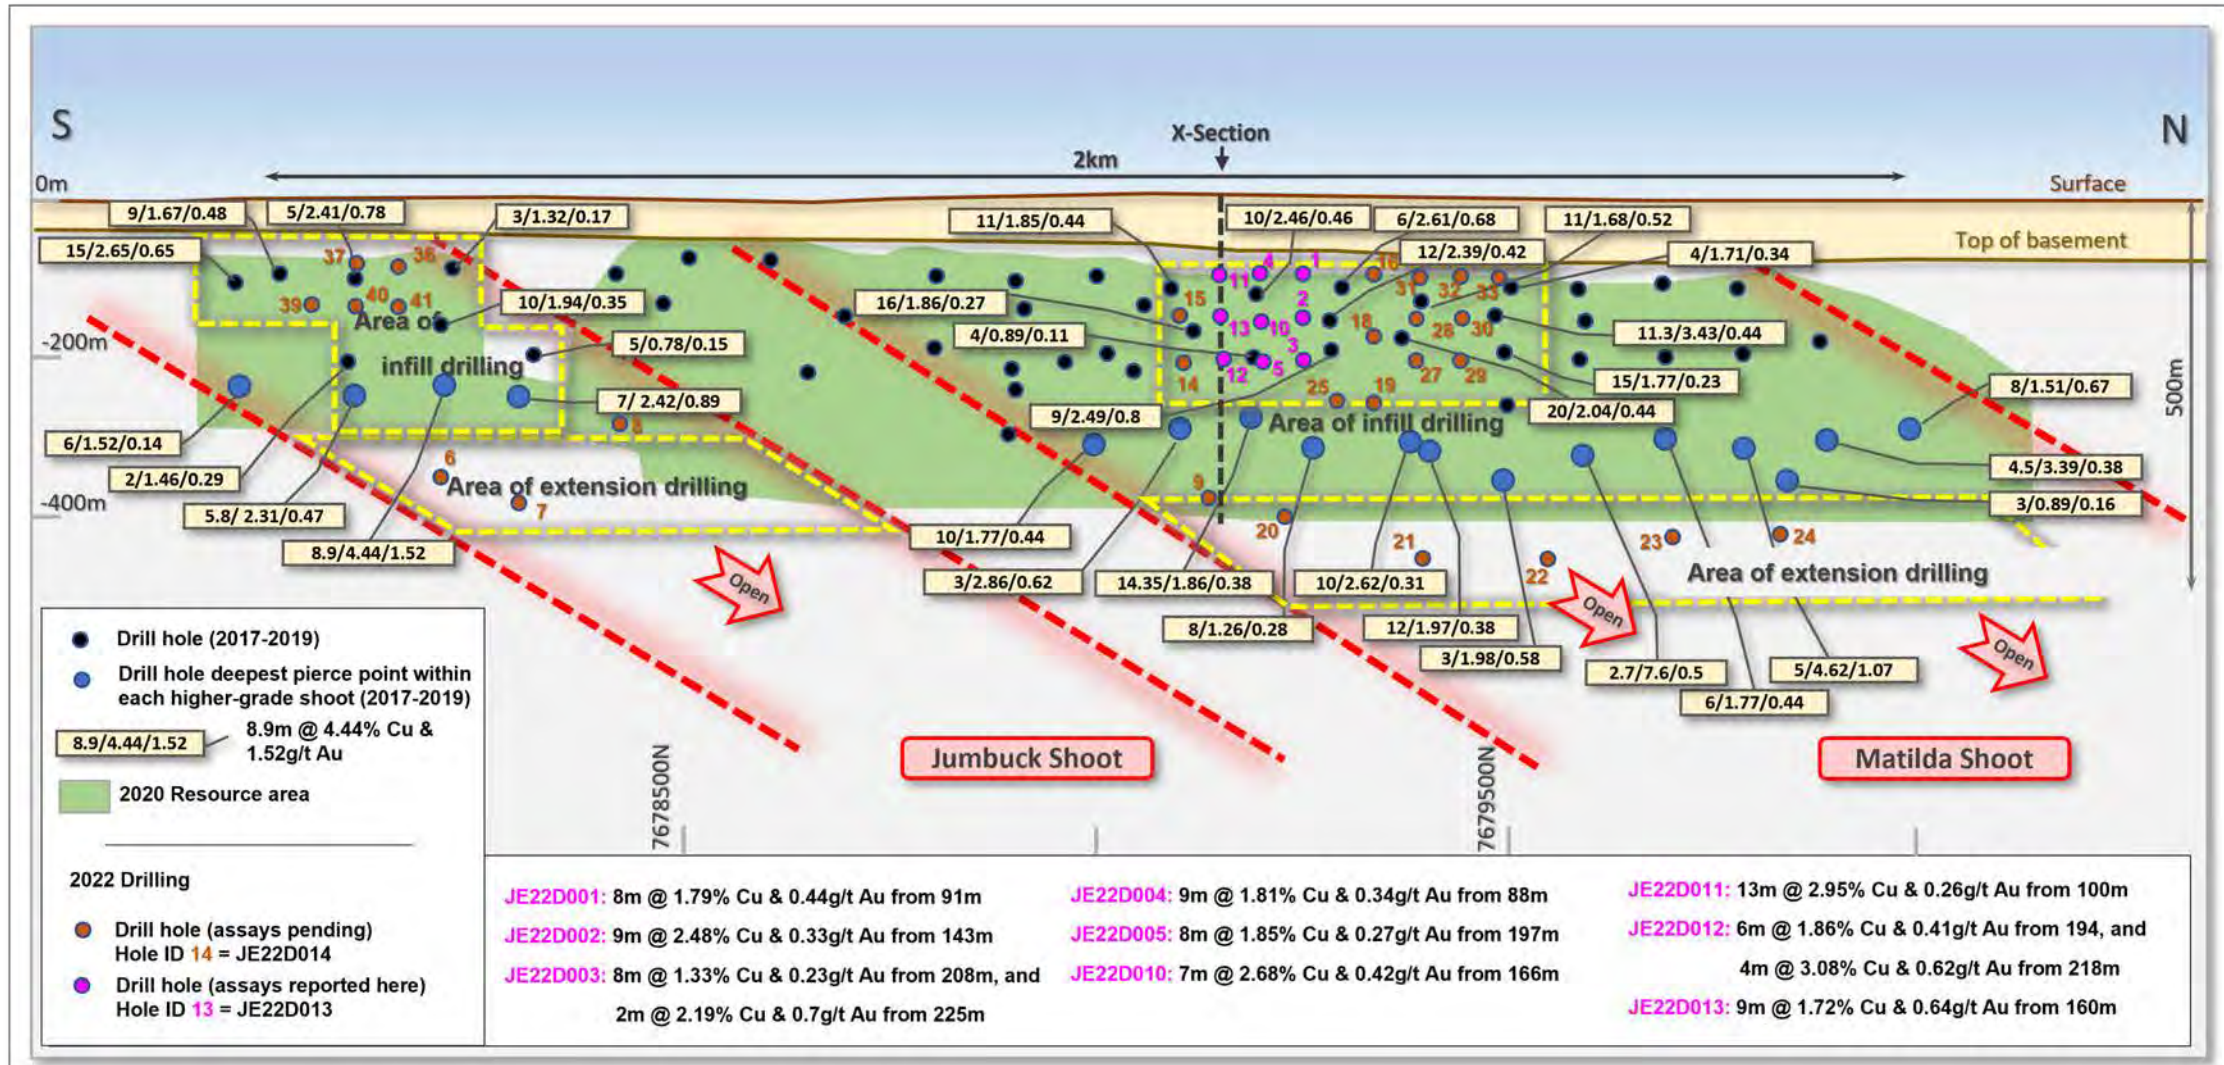 S
N
X-Section
2km
0m
Surface
Top of basement
-200m
-400m
500m
9/1.67/0.48
5/2.41/0.78
3/1.32/0.17
15/2.65/0.65
11/1.85/0.44
10/2.46/0.46
6/2.61/0.68
11/1.68/0.52
12/2.39/0.42
4/1.71/0.34
37
36
4
1
16
11
31
32
33
39
40
41
10/1.94/0.35
16/1.86/0.27
15
2
Area of
infill drilling
5/0.78/0.15
4/0.89/0.11
13
10
18
28
30
11.3/3.43/0.44
3
12
5
14
27
29
15/1.77/0.23
25
19
20/2.04/0.44
8/1.51/0.67
7/ 2.42/0.89
9/2.49/0.8
8
Area of infill drilling
6/1.52/0.14
2/1.46/0.29
6
Area of extension drilling
7
9
4.5/3.39/0.38
3/0.89/0.16
5.8/ 2.31/0.47
8.9/4.44/1.52
10/1.77/0.44
20
21
22
23
24
Area of extension drilling
3/2.86/0.62
14.35/1.86/0.38
10/2.62/0.31
8/1.26/0.28
12/1.97/0.38
3/1.98/0.58
2.7/7.6/0.5
5/4.62/1.07
6/1.77/0.44
Open
Open
Open
Jumbuck Shoot
Matilda Shoot
7678500N
7679500N
Drill hole (2017-2019)
Drill hole deepest pierce point within
each higher-grade shoot (2017-2019)
8.9/4.44/1.52
8.9m @ 4.44% Cu &
1.52g/t Au
2020 Resource area
2022 Drilling
Drill hole (assays pending)
Hole ID 14 = JE22D014
Drill hole (assays reported here)
Hole ID 13 = JE22D013
JE22D001: 8m @ 1.79% Cu & 0.44g/t Au from 91m
JE22D002: 9m @ 2.48% Cu & 0.33g/t Au from 143m
JE22D003: 8m @ 1.33% Cu & 0.23g/t Au from 208m, and
2m @ 2.19% Cu & 0.7g/t Au from 225m
JE22D004: 9m @ 1.81% Cu & 0.34g/t Au from 88m
JE22D005: 8m @ 1.85% Cu & 0.27g/t Au from 197m
JE22D010: 7m @ 2.68% Cu & 0.42g/t Au from 166m
JE22D011: 13m @ 2.95% Cu & 0.26g/t Au from 100m
JE22D012: 6m @ 1.86% Cu & 0.41g/t Au from 194, and
4m @ 3.08% Cu & 0.62g/t Au from 218m
JE22D013: 9m @ 1.72% Cu & 0.64g/t Au from 160m